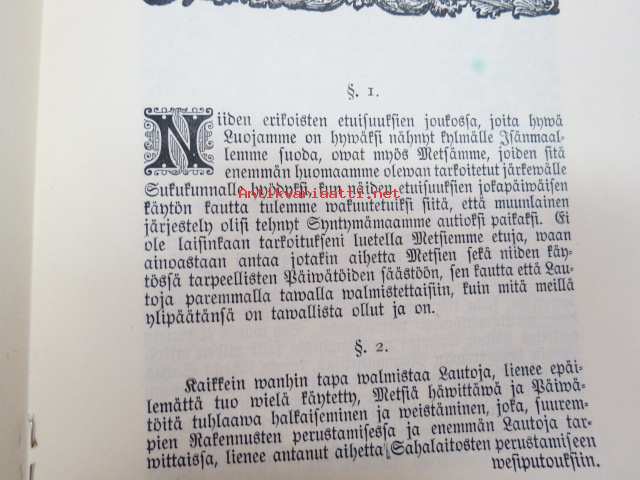 §. 1.
Niiden erikoisten etuisuuksien joukossa, joita hywä
Luojamme on hywäksi nähnyt kylmälle Isänmaal-
lemme suoda, owat myös Metsämme, joiden sitä
enemmän huomaamme olewan tarkoitetut järkewälle
Sukukunnalle hyödyksi, kun näiden etuisuuksien jokapäiwäisen
Antikvariaatti.net
käytön kautta tulemme wakuutetuiksi siitä, että muunlainen
järjestely olisi tehnyt Syntymämaamme autioksi paikaksi. Ei
ole laisinkaan tarkoitukseni luetella Metsiemme etuja, waan
ainoastaan antaa jotakin aihetta Metsien sekä niiden käy-
tössä tarpeellisten Päiwätöiden säästöön, sen kautta että Lau-
toja paremmalla tawalla walmistettaisiin, kuin mitä meillä
ylipäätänsä on tawallista ollut ja on.
§. 2.
Kaikkein wanhin tapa walmistaa Lautoja, lienee epäi-
lemättä tuo wielä käytetty, Metsiä häwittäwä ja Päiwä-
töitä tuhlaawa halkaiseminen ja weistäminen, joka, suurem-
pien Rakennusten perustamisessa ja enemmän Lautoja tar-
wittaissa, lienee antanut aihetta Sahalaitosten perustamiseen
wesiputouksiin.